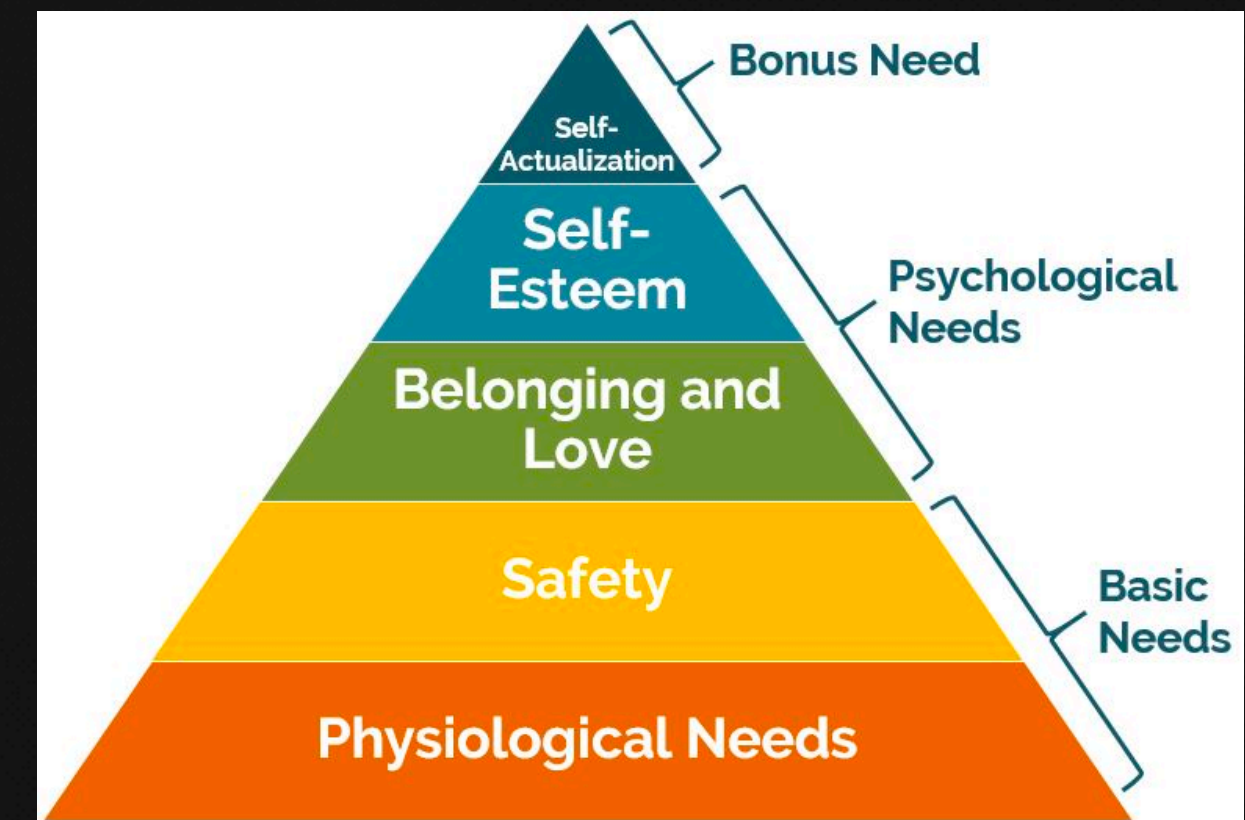 Bonus Need
Self-
Actualization
Self-
Esteem
Psychological
Needs
Belonging and
Love
Safety
Basic
Needs
Physiological Needs